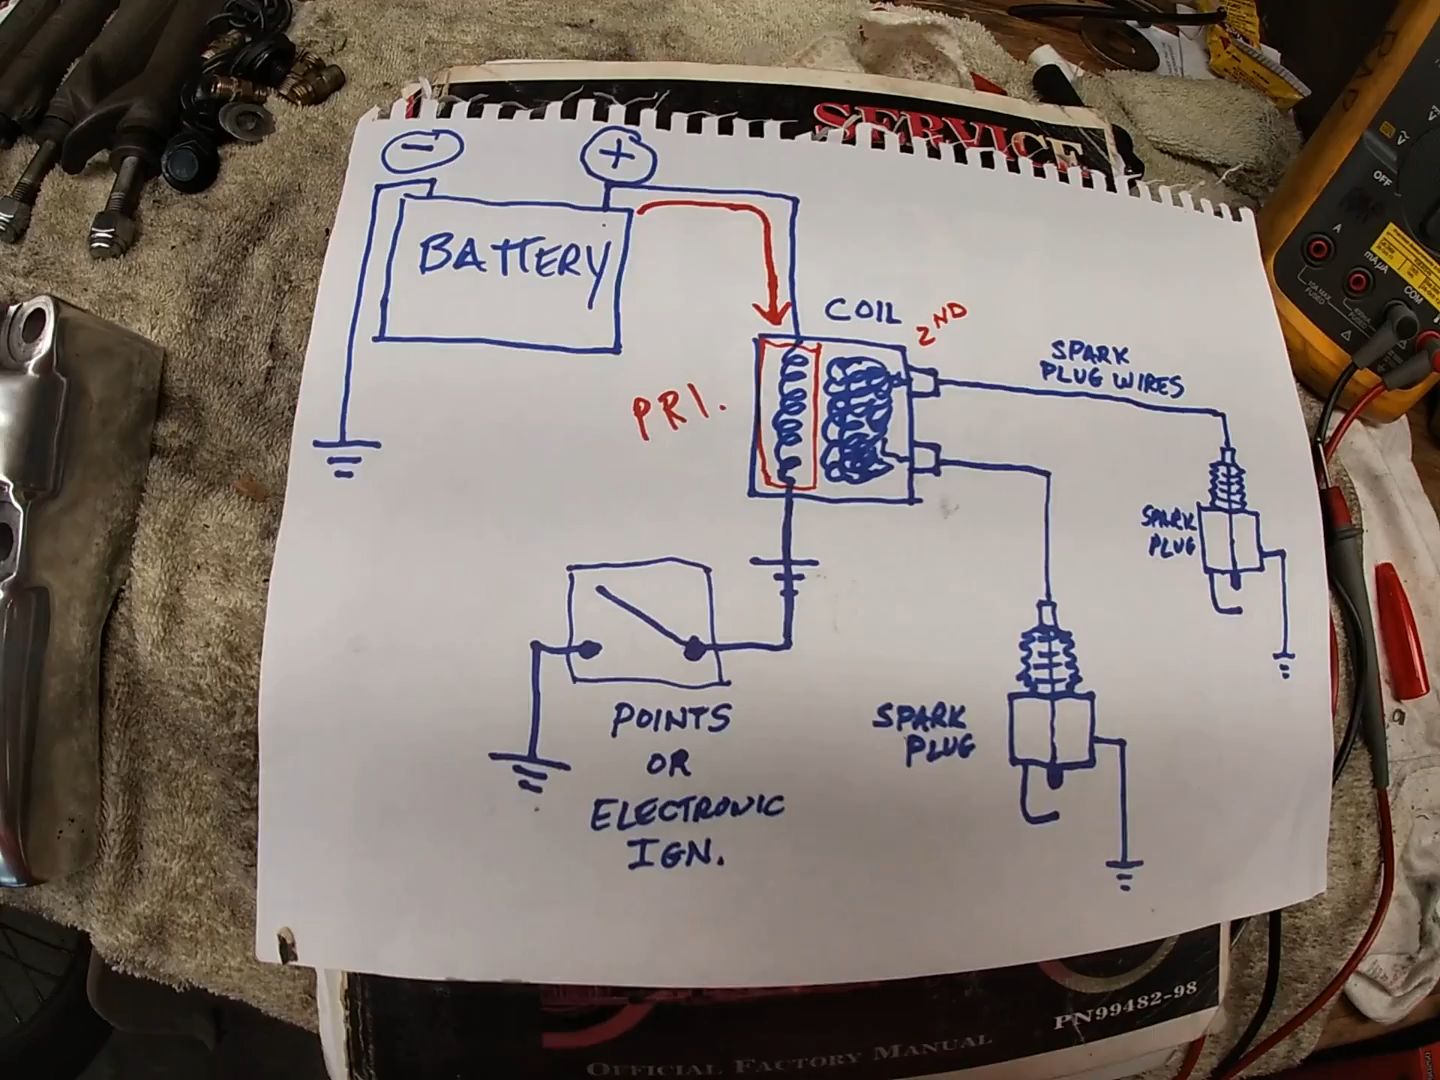 SERVICE
−
+
BATTERY
COIL
2ND
PRI.
SPARK
PLUG WIRES
SPARK
PLUG
SPARK
PLUG
POINTS
OR
ELECTRONIC
IGN.
OFF
A
mAμA
COM
PN99482-98
OFFICIAL FACTORY MANUAL